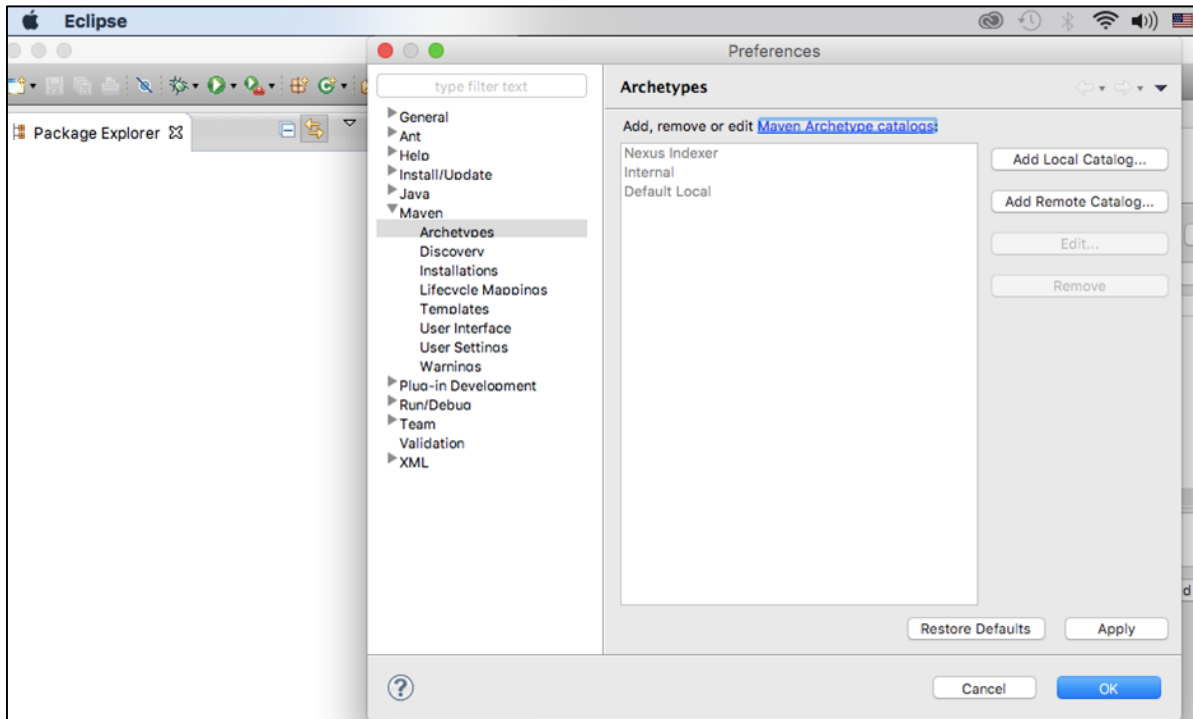 Eclipse
Preferences
type filter text
Archetypes
Package Explorer
General
Ant
Help
Install/Update
Java
Maven
Archetypes
Discovery
Installations
Lifecycle Mappings
Templates
User Interface
User Settings
Warnings
Plug-in Development
Run/Debug
Team
Validation
XML
Add, remove or edit Maven Archetype catalogs:
Nexus Indexer
Internal
Default Local
Add Local Catalog...
Add Remote Catalog...
Edit...
Remove
Restore Defaults
Apply
?
Cancel
OK
d